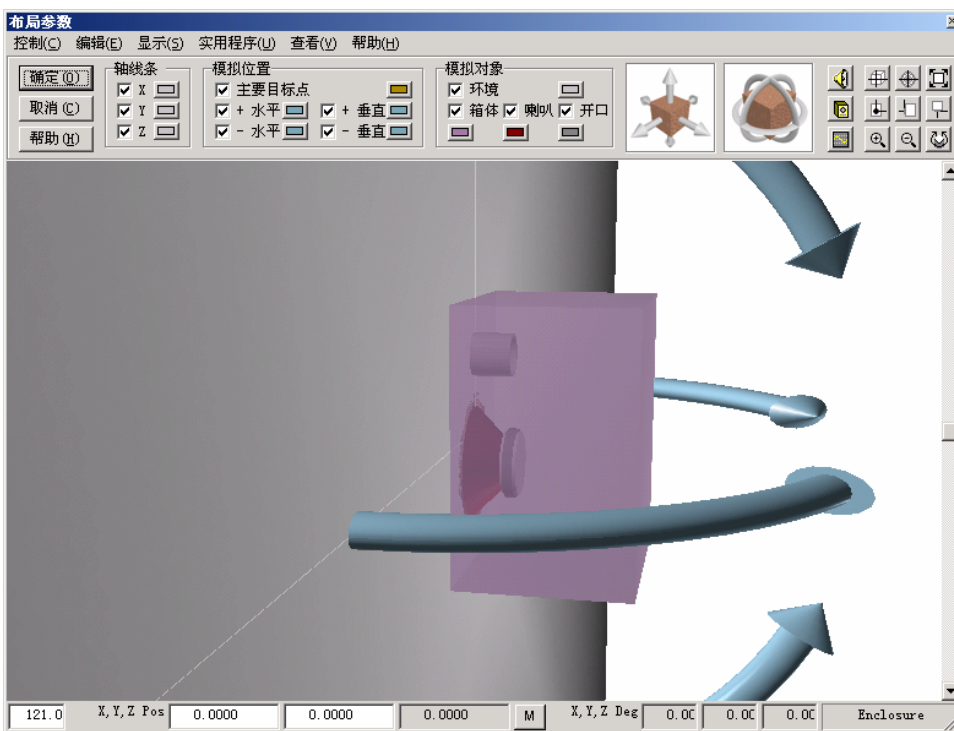 布局参数
控制(C) 编辑(E) 显示(S) 实用程序(U) 查看(V) 帮助(H)
确定(O)
取消(C)
帮助(H)
轴线条
X
Y
Z
模拟位置
主要目标点
+ 水平 + 垂直
- 水平 - 垂直
模拟对象
环境
箱体 喇叭 开口
121.0 X,Y,Z Pos 0.0000 0.0000 0.0000 M X,Y,Z Deg 0.00 0.00 0.00 Enclosure